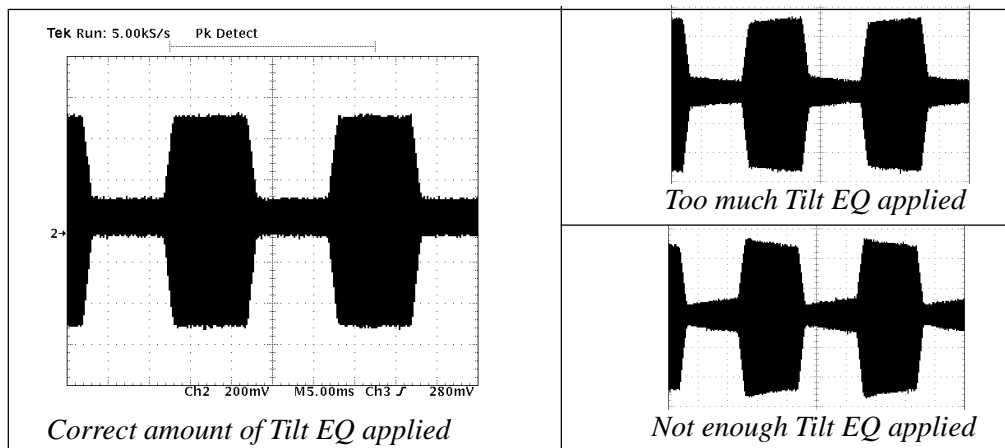 Tek Run: 5.00kS/s Pk Detect
2→
Ch2 200mV M5.00ms Ch3 ƒ 280mV
Correct amount of Tilt EQ applied
Too much Tilt EQ applied
Not enough Tilt EQ applied